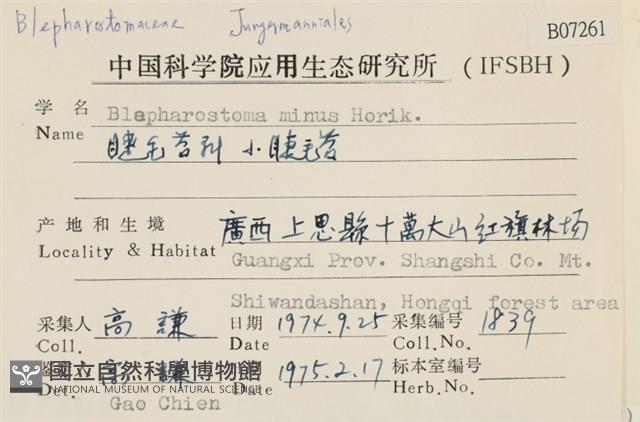 Blepharostomaceae Jungermanniales
B07261
中国科学院应用生态研究所 (IFSBH)
学名 Blepharostoma minus Horik.
Name 睫毛苔科 小睫毛苔
产地和生境 廣西上思縣十萬大山红旗林场
Locality & Habitat Guangxi Prov. Shangshi Co. Mt.
Shiwandashan, Hongqi forest area
采集人 高謙 日期 1974.9.25 采集编号 1839
Coll. Date Coll.No.
國立自然科學博物館 1975.2.17 标本室编号
NATIONAL MUSEUM OF NATURAL SCIENCE
Det. Date Herb.No.
Gao Chien